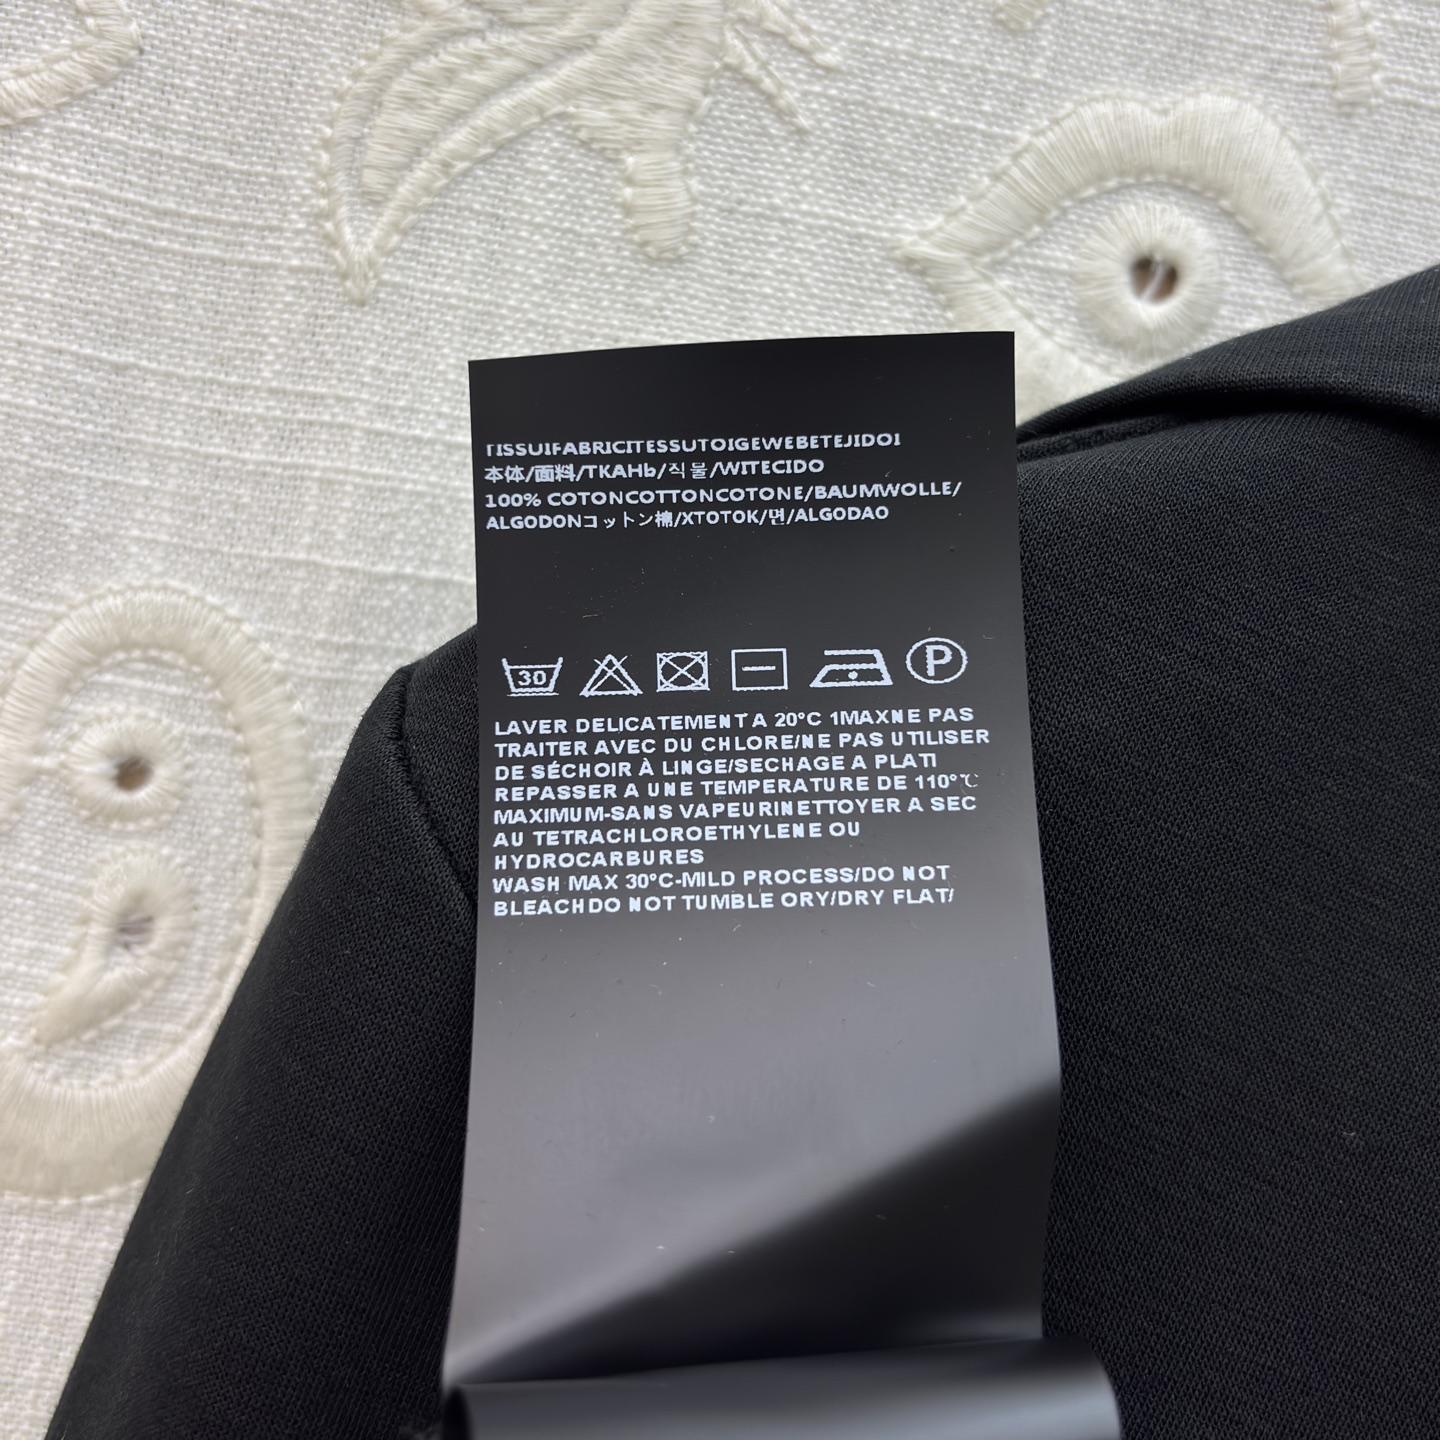 TISSUIFABRICITESSUTOIGEWEBETEJIDOI
本体/面料/TKAHb/직물/WITECIDO
100% COTONCOTTONCOTONE/BAUMWOLLE/
ALGODONコットン棉/XTOTOK/면/ALGODAO
30 P
LAVER DELICATEMENT A 20°C 1MAXNE PAS
TRAITER AVEC DU CHLORE/NE PAS UTILISER
DE SÉCHOIR À LINGE/SECHAGE A PLATI
REPASSER A UNE TEMPERATURE DE 110°℃
MAXIMUM-SANS VAPEURINETTOYER A SEC
AU TETRACHLOROETHYLENE OU
HYDROCARBURES
WASH MAX 30°C-MILD PROCESS/DO NOT
BLEACHDO NOT TUMBLE ORY/DRY FLAT/